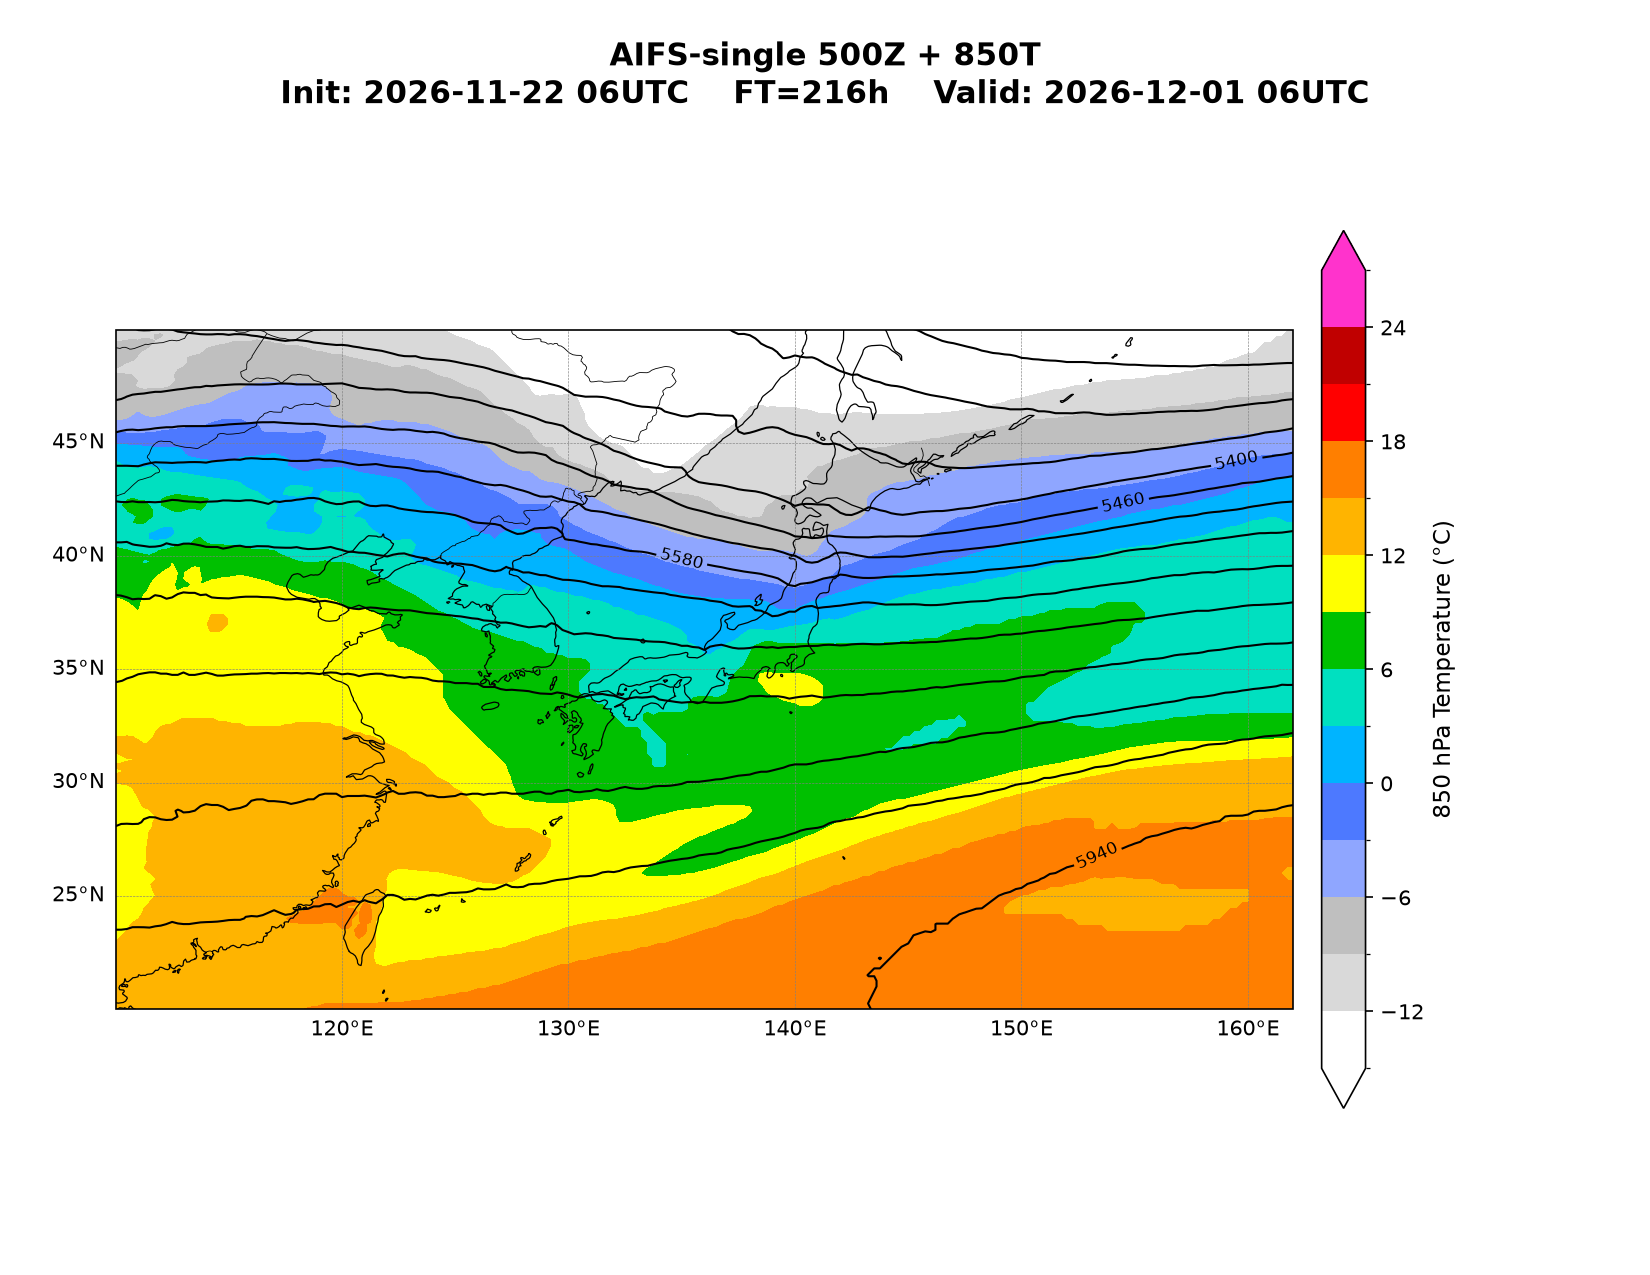 AIFS-single 500Z + 850T
Init: 2026-11-22 06UTC    FT=216h    Valid: 2026-12-01 06UTC
24
18
12
6
0
−6
−12
850 hPa Temperature (°C)
45°N
40°N
35°N
30°N
25°N
5400
5460
5580
5940
120°E
130°E
140°E
150°E
160°E